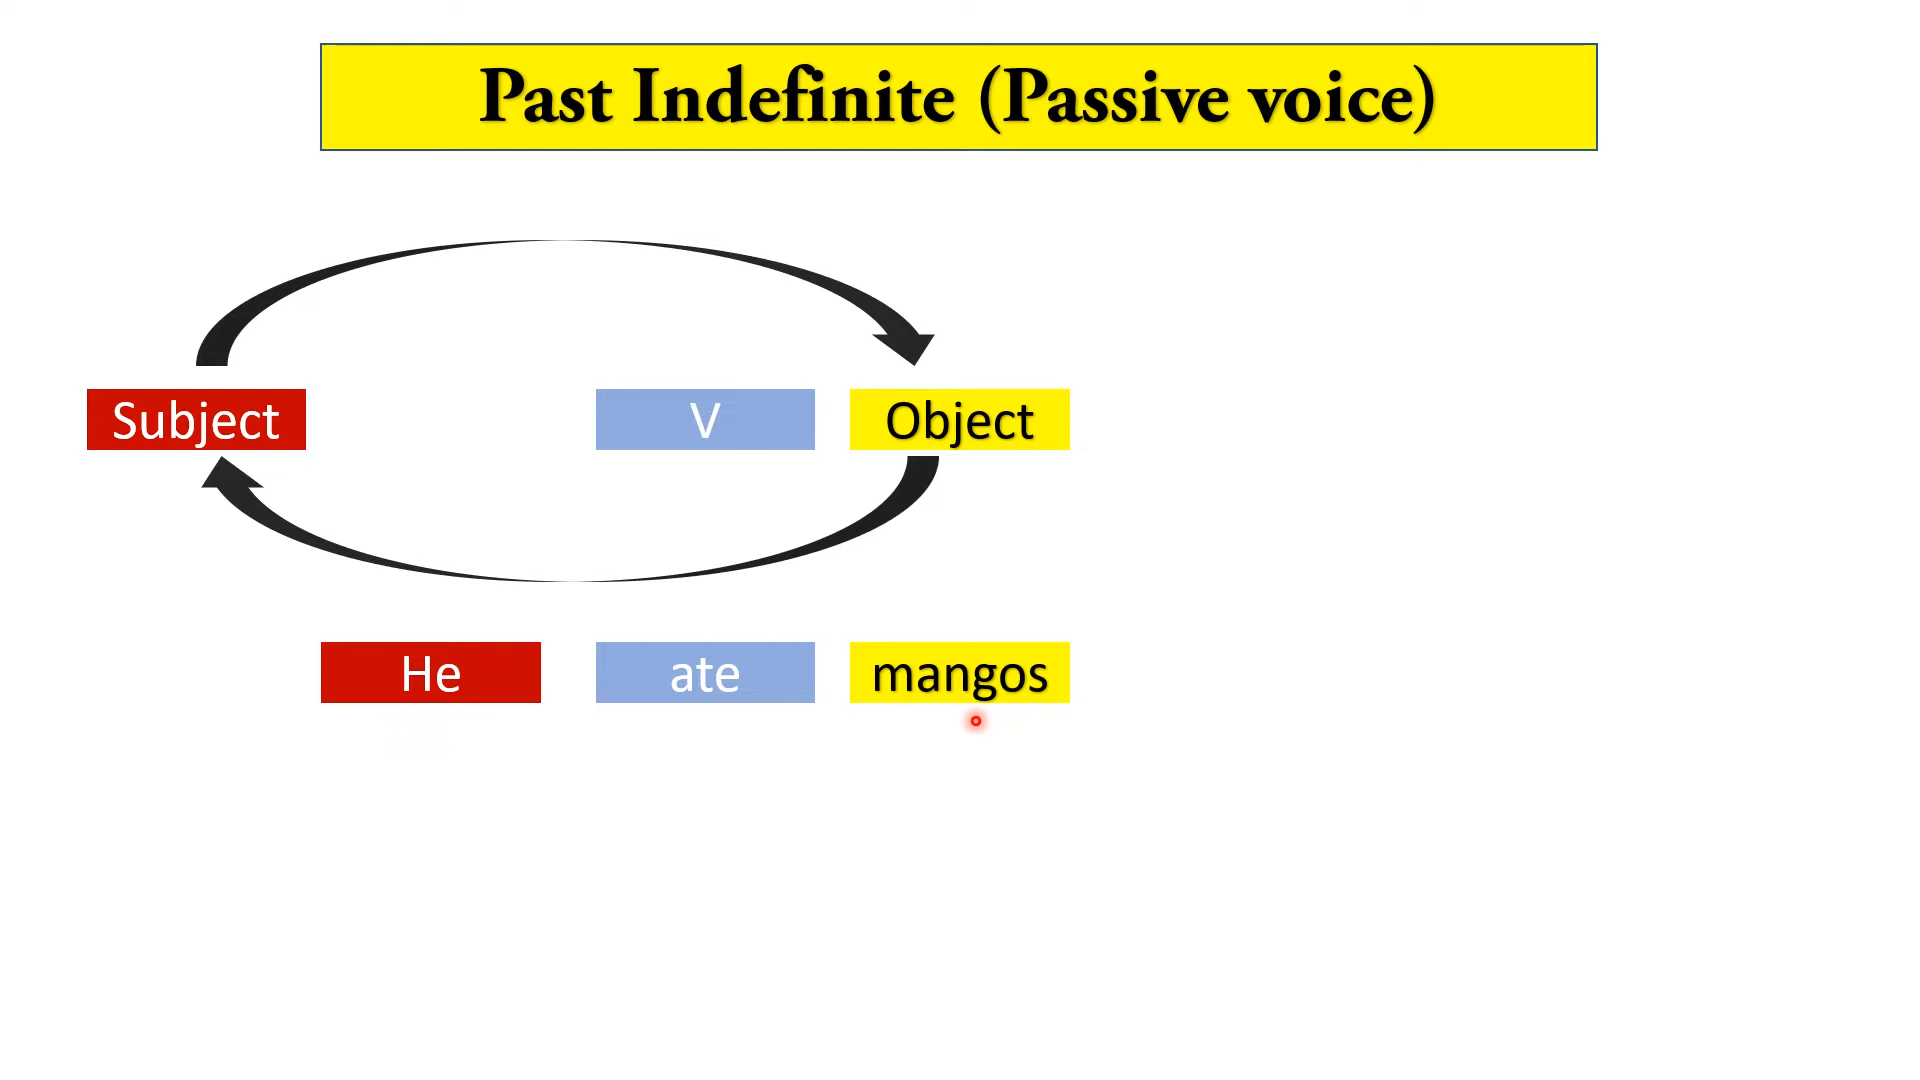 Past Indefinite (Passive voice)
Subject V Object
He ate mangos